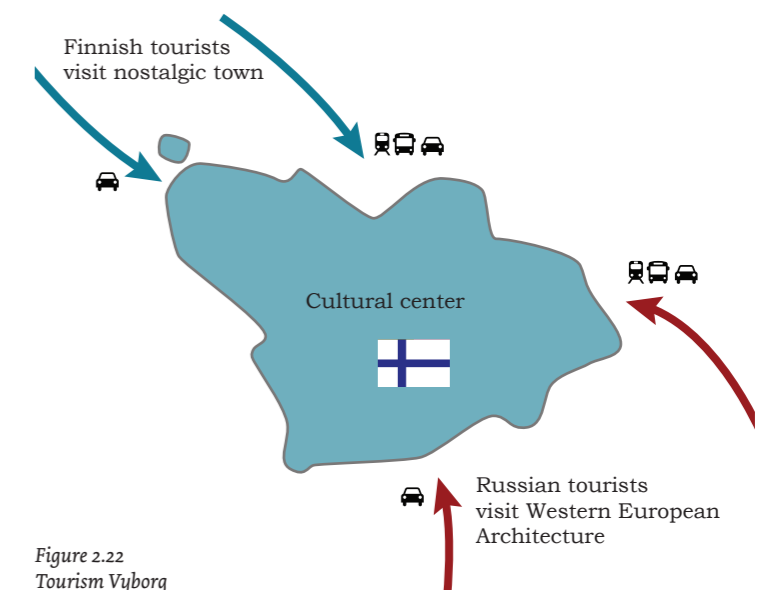 Finnish tourists
visit nostalgic town
Cultural center
Russian tourists
visit Western European
Architecture
Figure 2.22
Tourism Vyborg